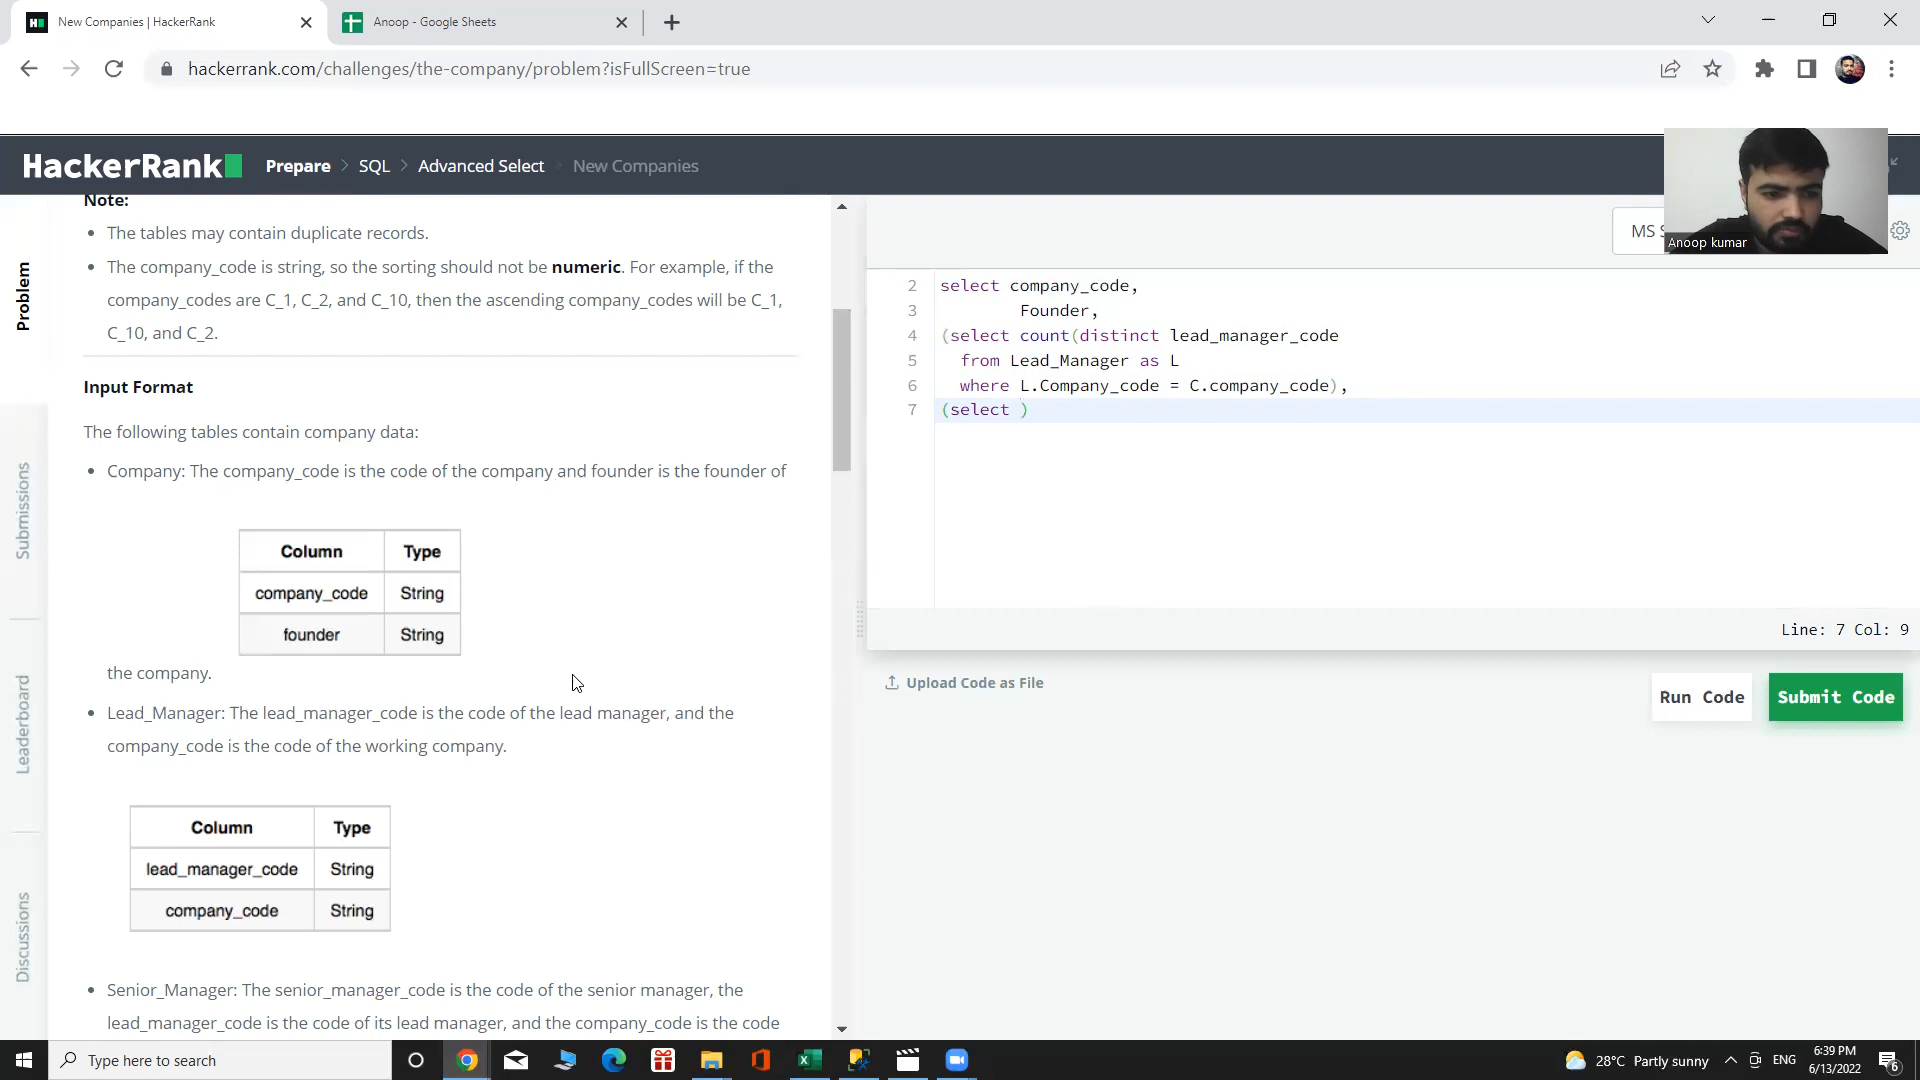 New Companies | HackerRank
Anoop - Google Sheets
hackerrank.com/challenges/the-company/problem?isFullScreen=true
HackerRank
Prepare > SQL > Advanced Select > New Companies
Anoop kumar
Problem
Submissions
Leaderboard
Discussions
Note:
• The tables may contain duplicate records.
• The company_code is string, so the sorting should not be numeric. For example, if the
company_codes are C_1, C_2, and C_10, then the ascending company_codes will be C_1,
C_10, and C_2.
Input Format
The following tables contain company data:
• Company: The company_code is the code of the company and founder is the founder of
Column Type
company_code String
founder String
the company.
• Lead_Manager: The lead_manager_code is the code of the lead manager, and the
company_code is the code of the working company.
Column Type
lead_manager_code String
company_code String
• Senior_Manager: The senior_manager_code is the code of the senior manager, the
lead_manager_code is the code of its lead manager, and the company_code is the code
MS
2 select company_code,
3 Founder,
4 (select count(distinct lead_manager_code
5 from Lead_Manager as L
6 where L.Company_code = C.company_code),
7 (select )
Line: 7 Col: 9
Upload Code as File
Run Code
Submit Code
Type here to search
28°C Partly sunny
ENG
6:39 PM
6/13/2022
6